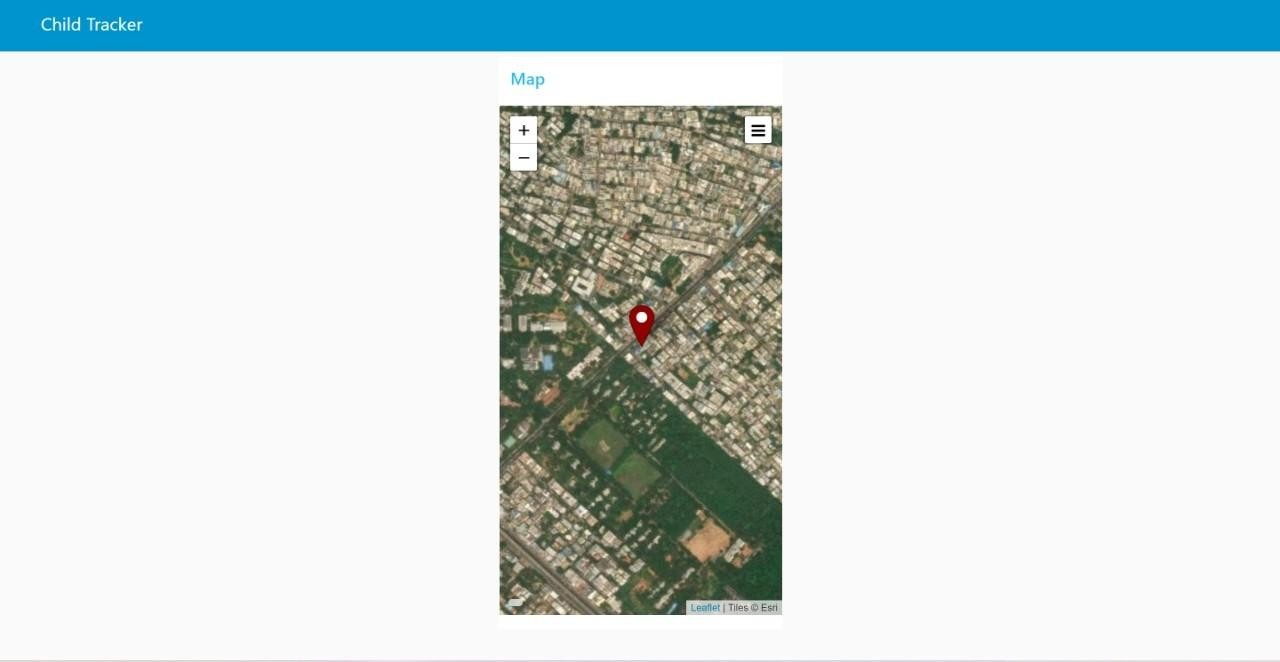 Child Tracker
Map
+
−
Leaflet | Tiles © Esri